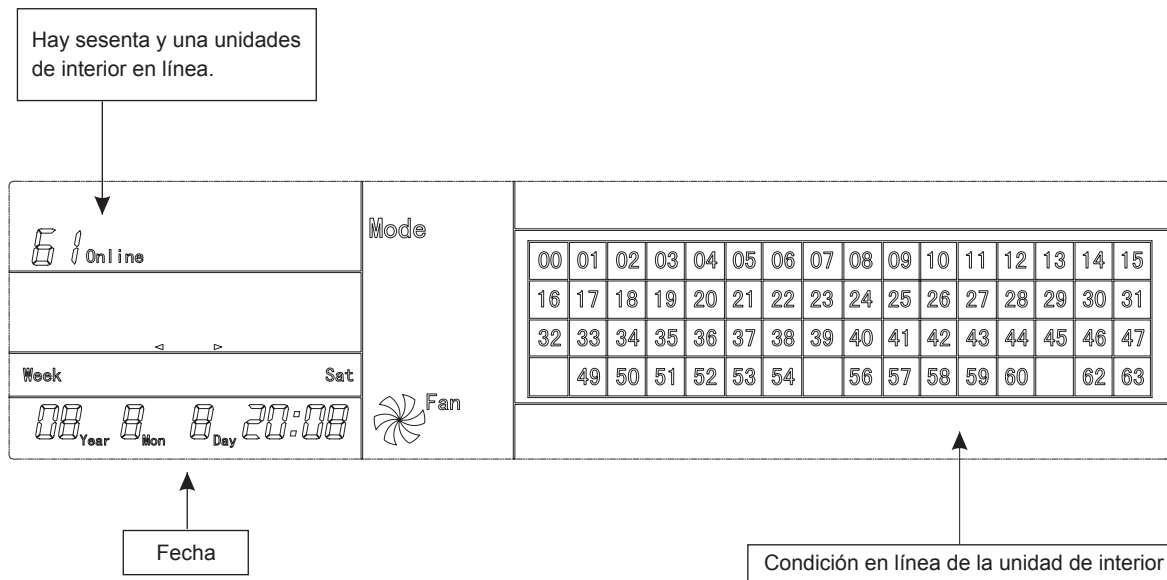 Hay sesenta y una unidades
de interior en línea.
61 Online
Mode
00 01 02 03 04 05 06 07 08 09 10 11 12 13 14 15
16 17 18 19 20 21 22 23 24 25 26 27 28 29 30 31
32 33 34 35 36 37 38 39 40 41 42 43 44 45 46 47
49 50 51 52 53 54 56 57 58 59 60 62 63
Week Sat
08 Year 8 Mon 8 Day 20:08
Fan
Fecha
Condición en línea de la unidad de interior